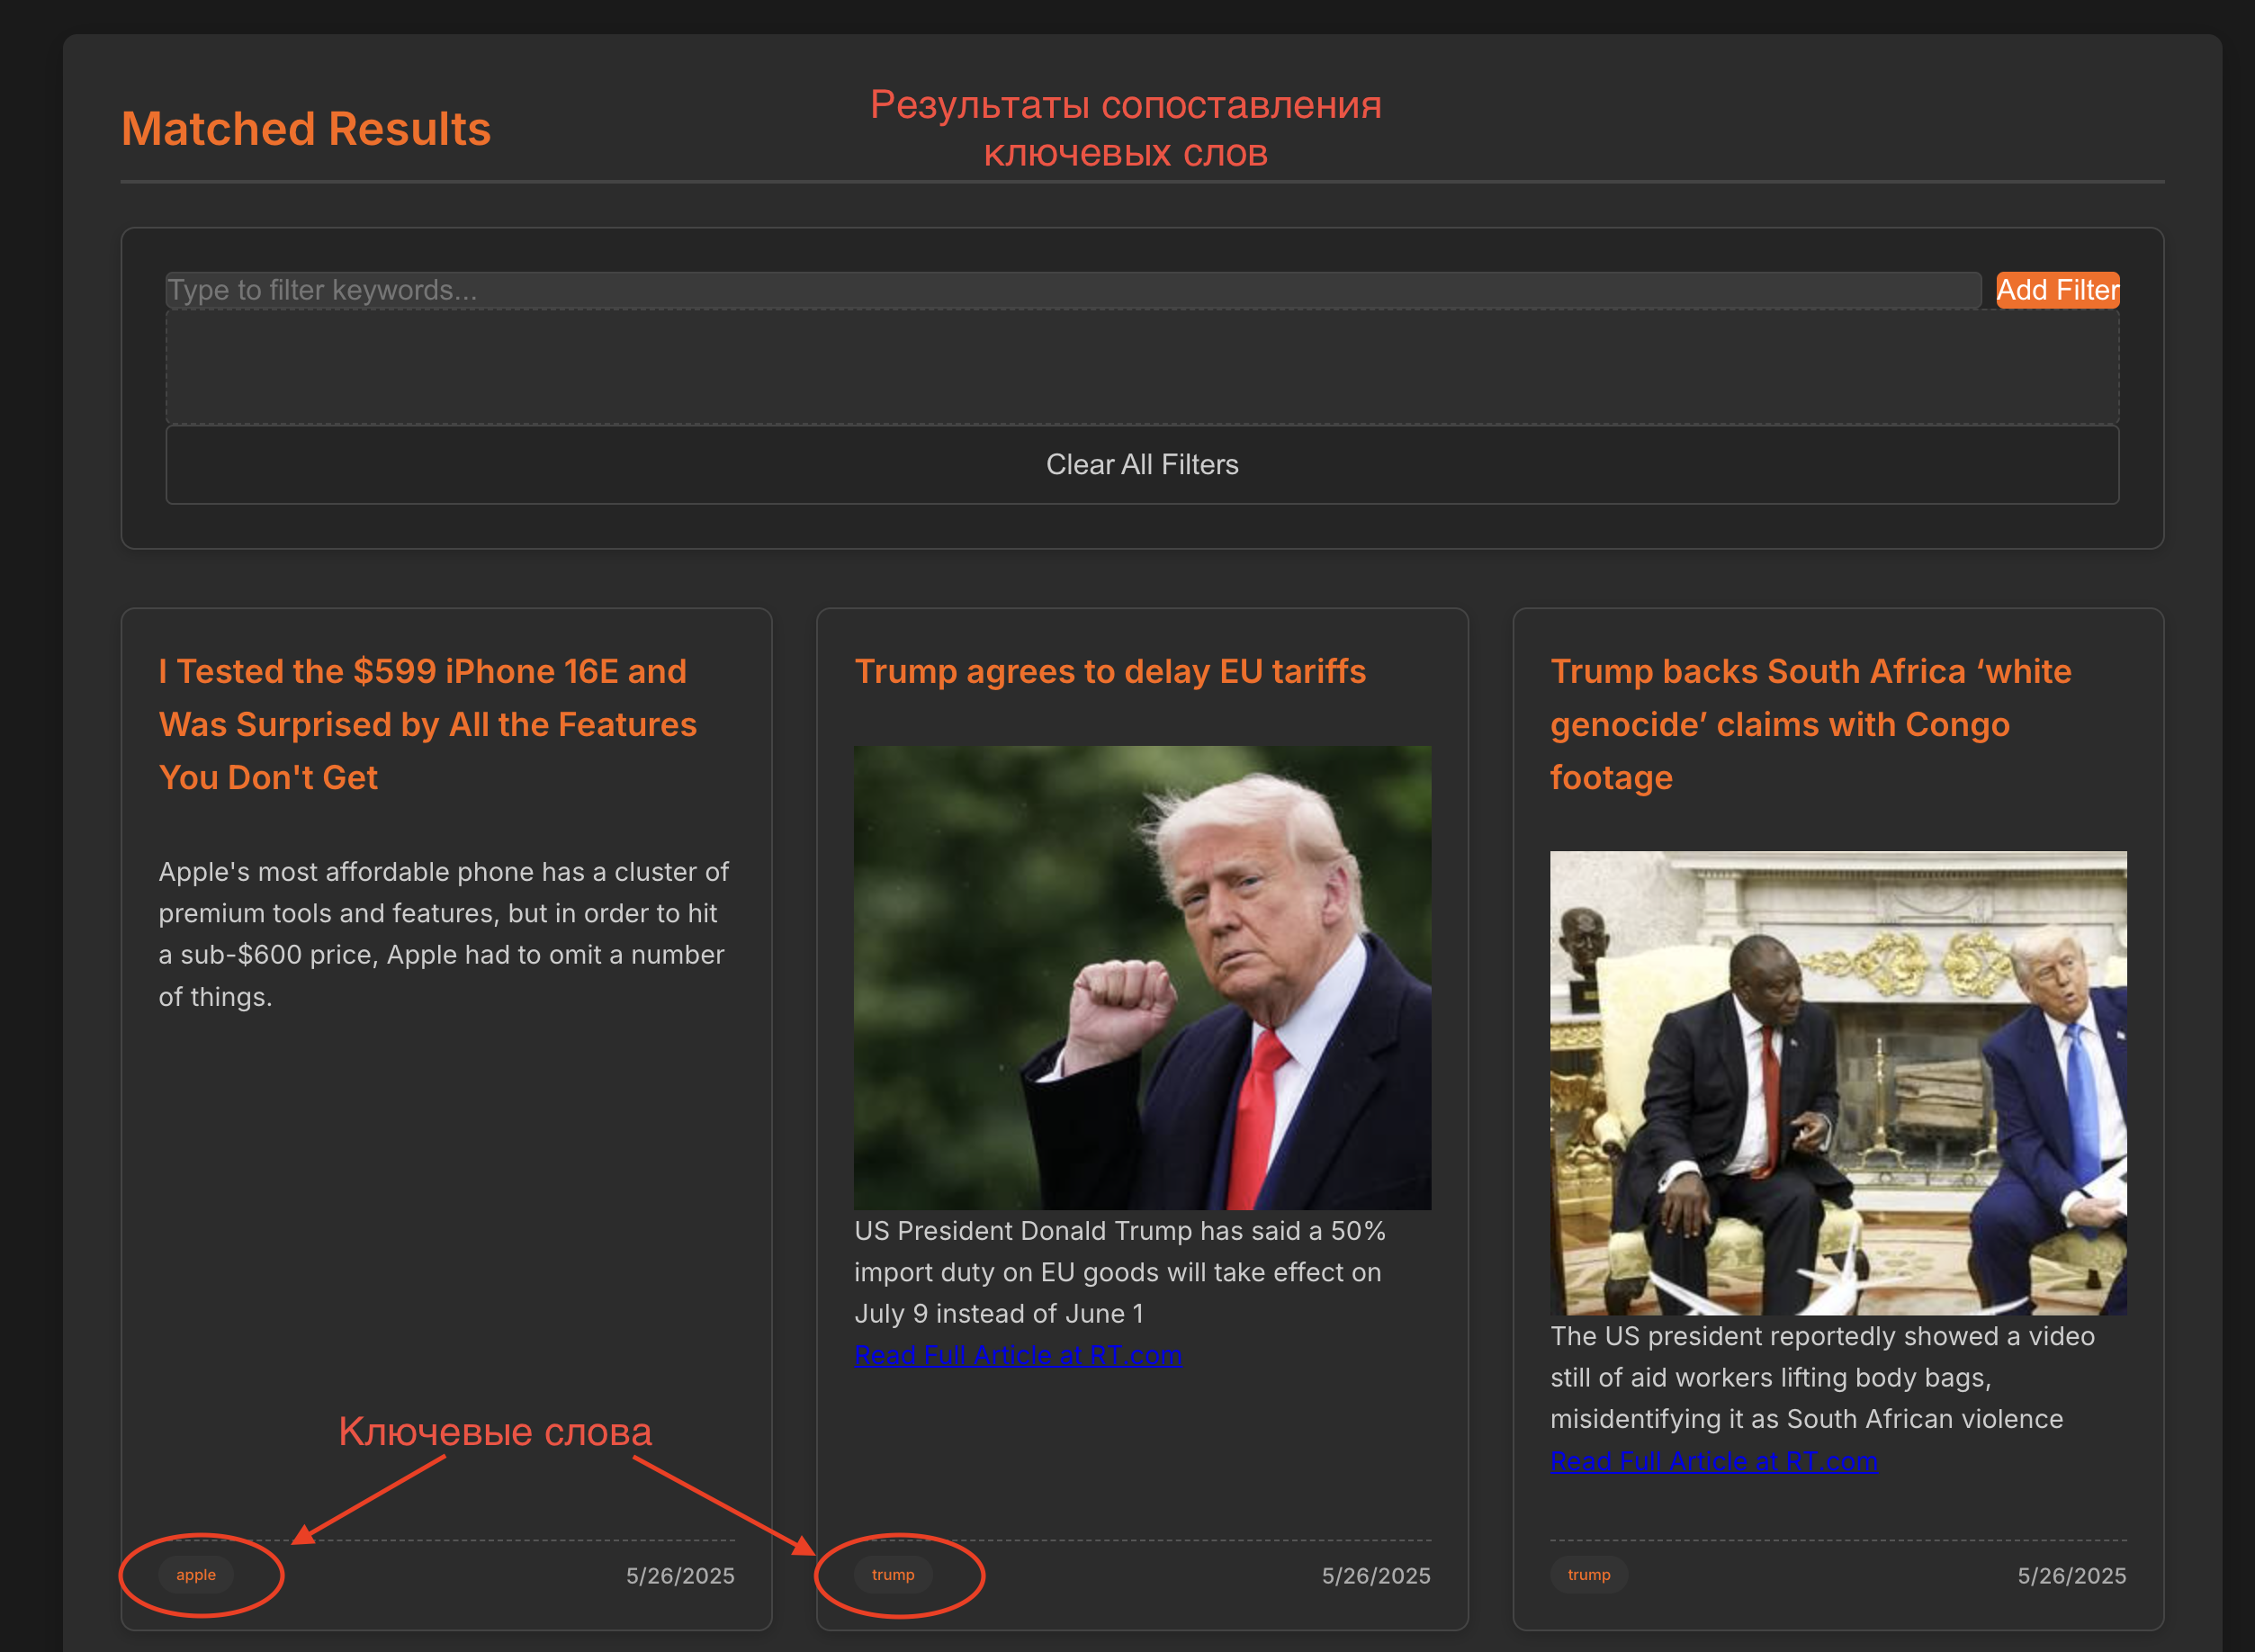 Результаты сопоставления
ключевых слов
Matched Results
Type to filter keywords...
Add Filter
Clear All Filters
I Tested the $599 iPhone 16E and
Was Surprised by All the Features
You Don't Get
Apple's most affordable phone has a cluster of
premium tools and features, but in order to hit
a sub-$600 price, Apple had to omit a number
of things.
Ключевые слова
apple
5/26/2025
Trump agrees to delay EU tariffs
US President Donald Trump has said a 50%
import duty on EU goods will take effect on
July 9 instead of June 1
Read Full Article at RT.com
trump
5/26/2025
Trump backs South Africa ‘white
genocide’ claims with Congo
footage
The US president reportedly showed a video
still of aid workers lifting body bags,
misidentifying it as South African violence
Read Full Article at RT.com
trump
5/26/2025